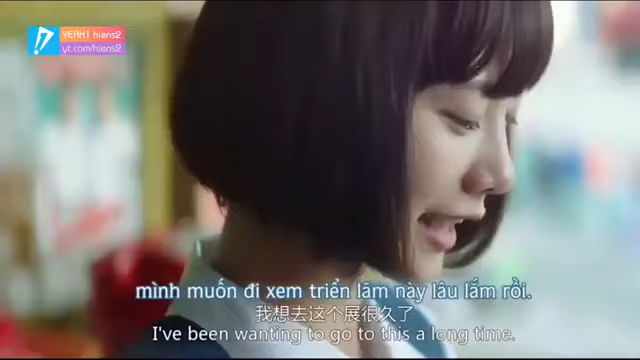 YEAH1 hiens2
yt.com/hiens2
mình muốn đi xem triển lãm này lâu lắm rồi.
我想去这个展很久了
I've been wanting to go to this a long time.